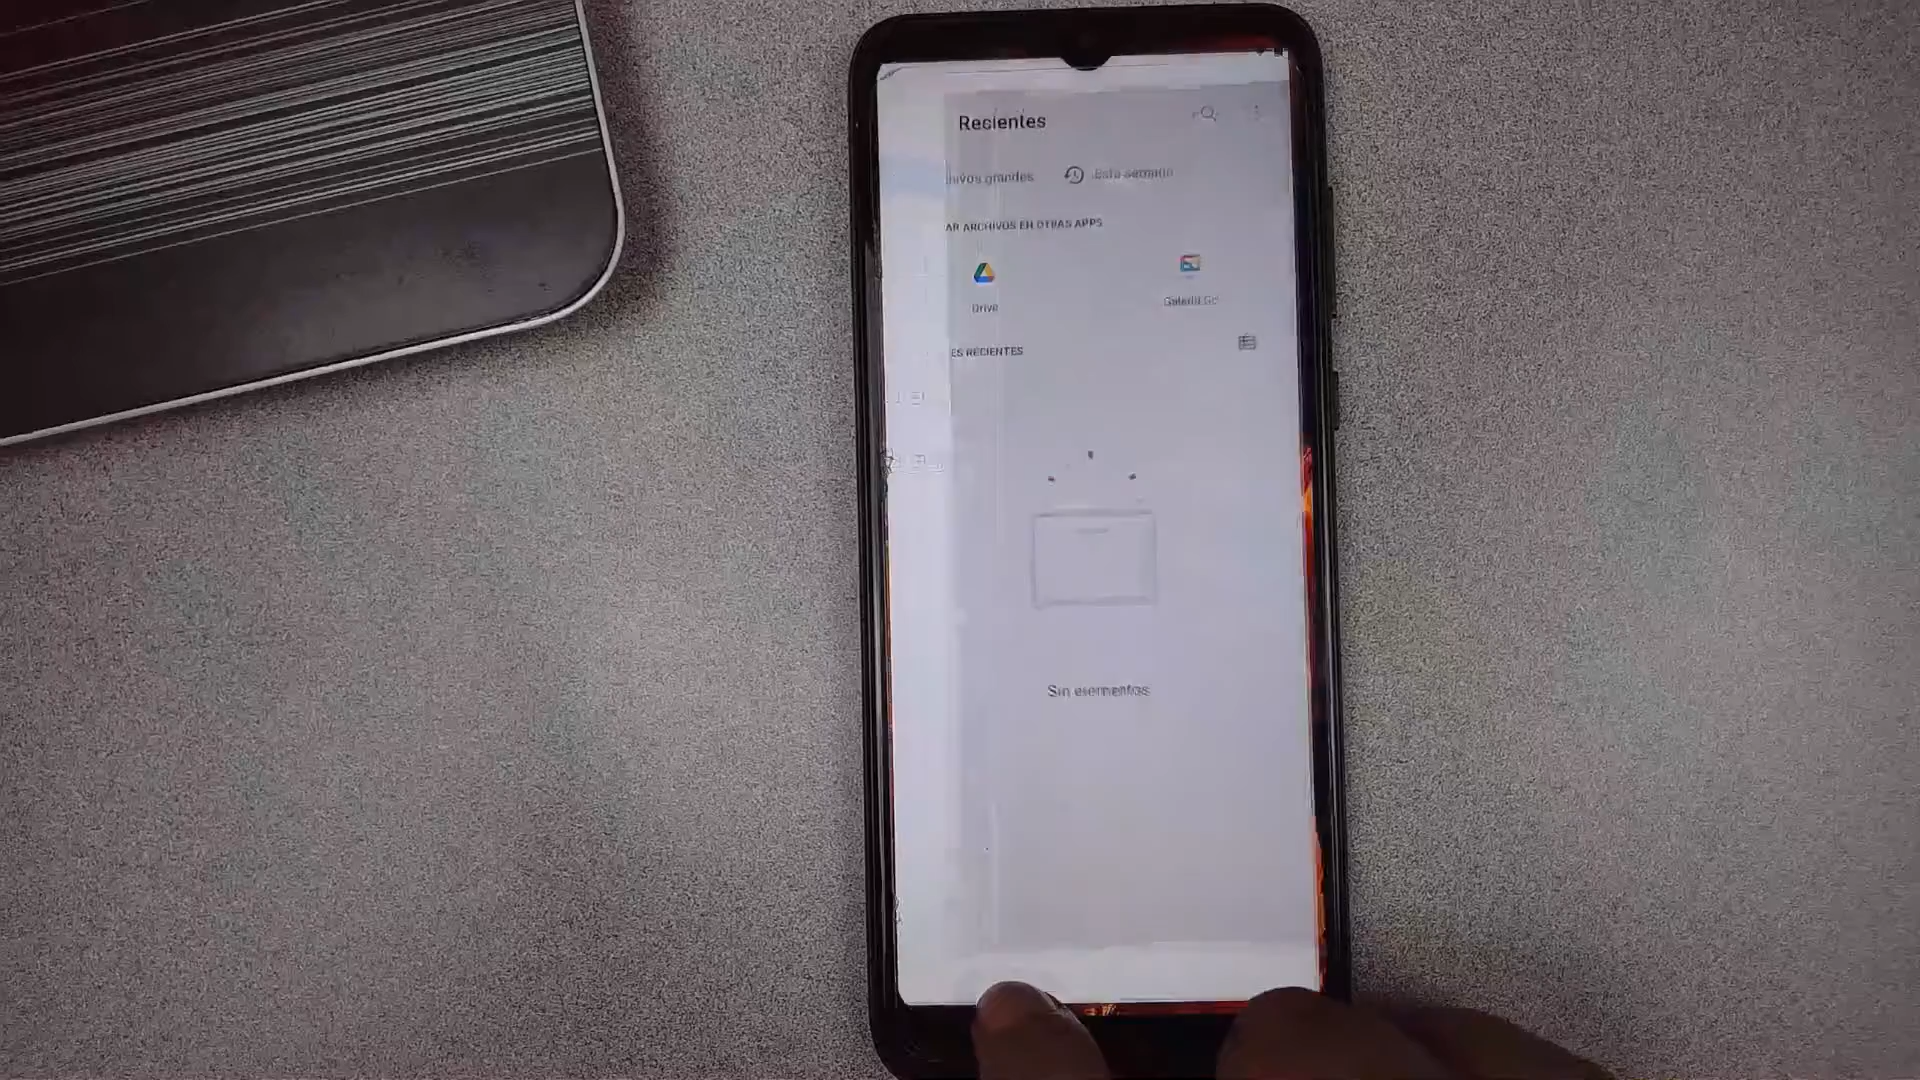 Recientes
hivos grandes
Esta semana
AR ARCHIVOS EN OTRAS APPS
Drive
Galería Go
ES RECIENTES
Sin elementos